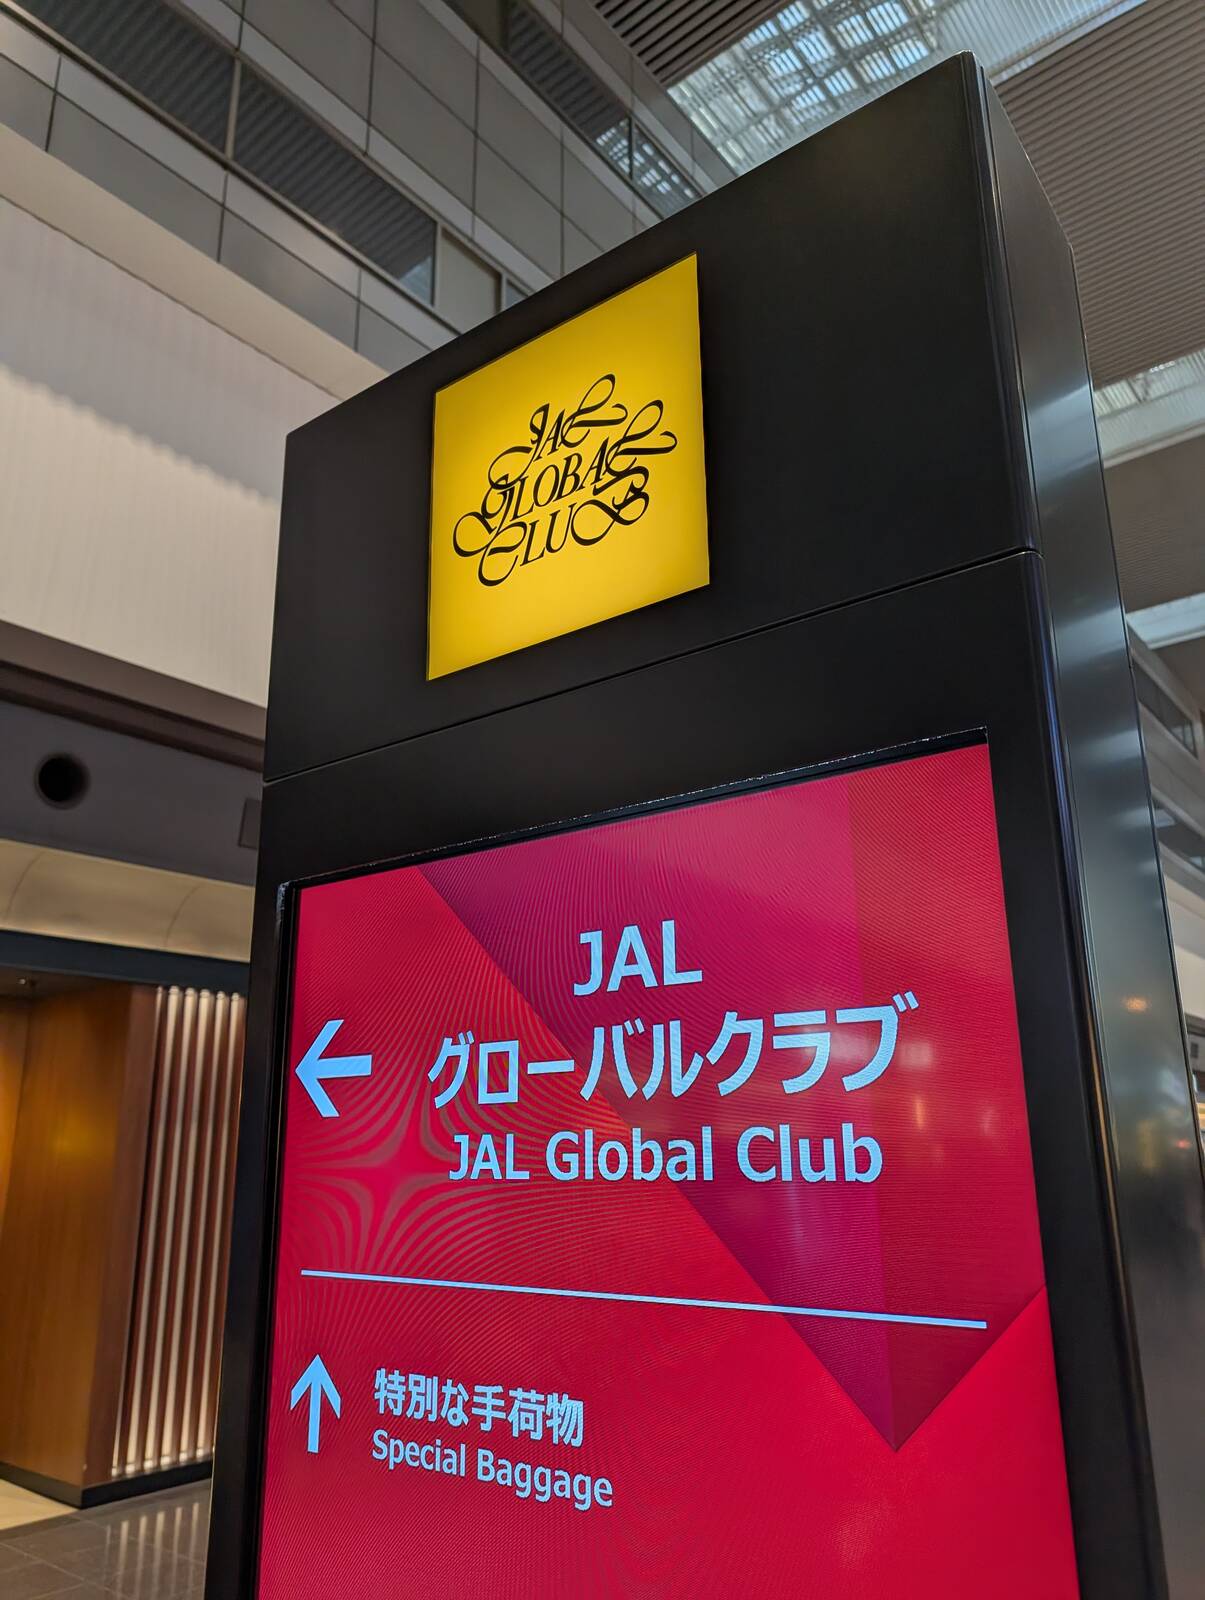 JAL
GLOBAL
CLUB
JAL
← グローバルクラブ
JAL Global Club
↑ 特別な手荷物
Special Baggage